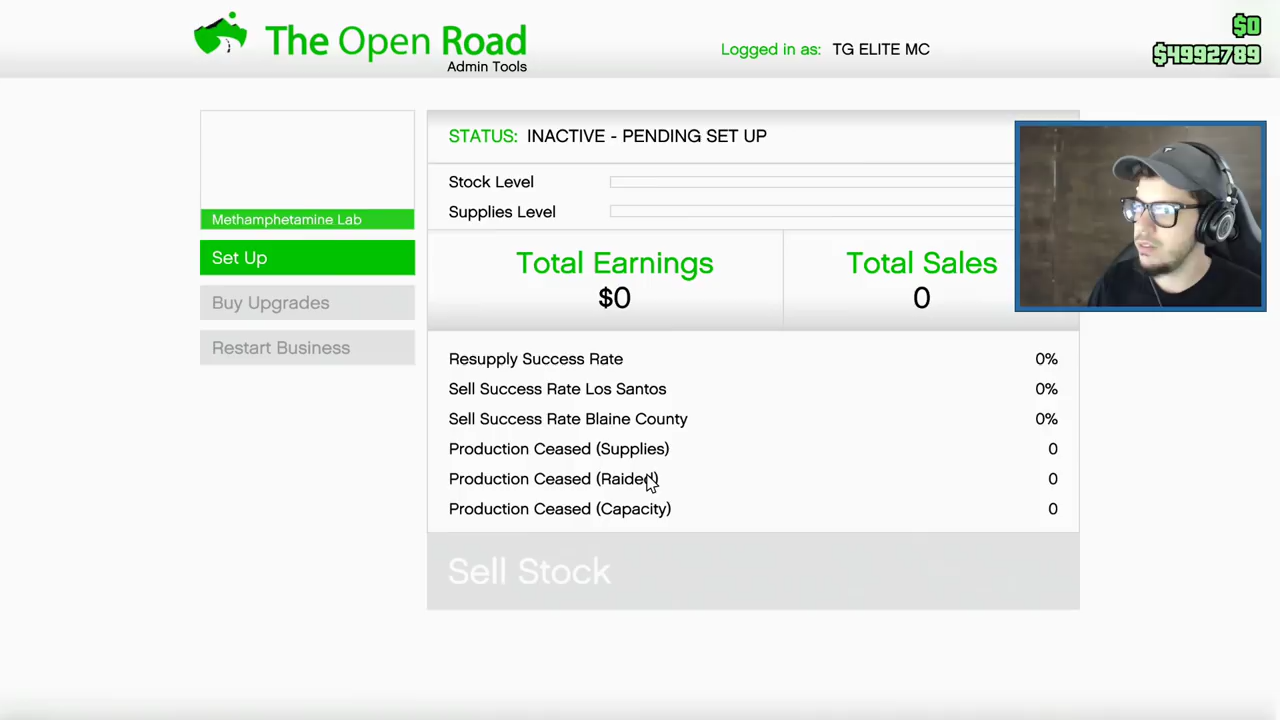 The Open Road
Admin Tools
Logged in as: TG ELITE MC
$0
$4992789
Methamphetamine Lab
Set Up
Buy Upgrades
Restart Business
STATUS: INACTIVE - PENDING SET UP
Stock Level
Supplies Level
Total Earnings
$0
Total Sales
0
Resupply Success Rate 0%
Sell Success Rate Los Santos 0%
Sell Success Rate Blaine County 0%
Production Ceased (Supplies) 0
Production Ceased (Raided) 0
Production Ceased (Capacity) 0
Sell Stock